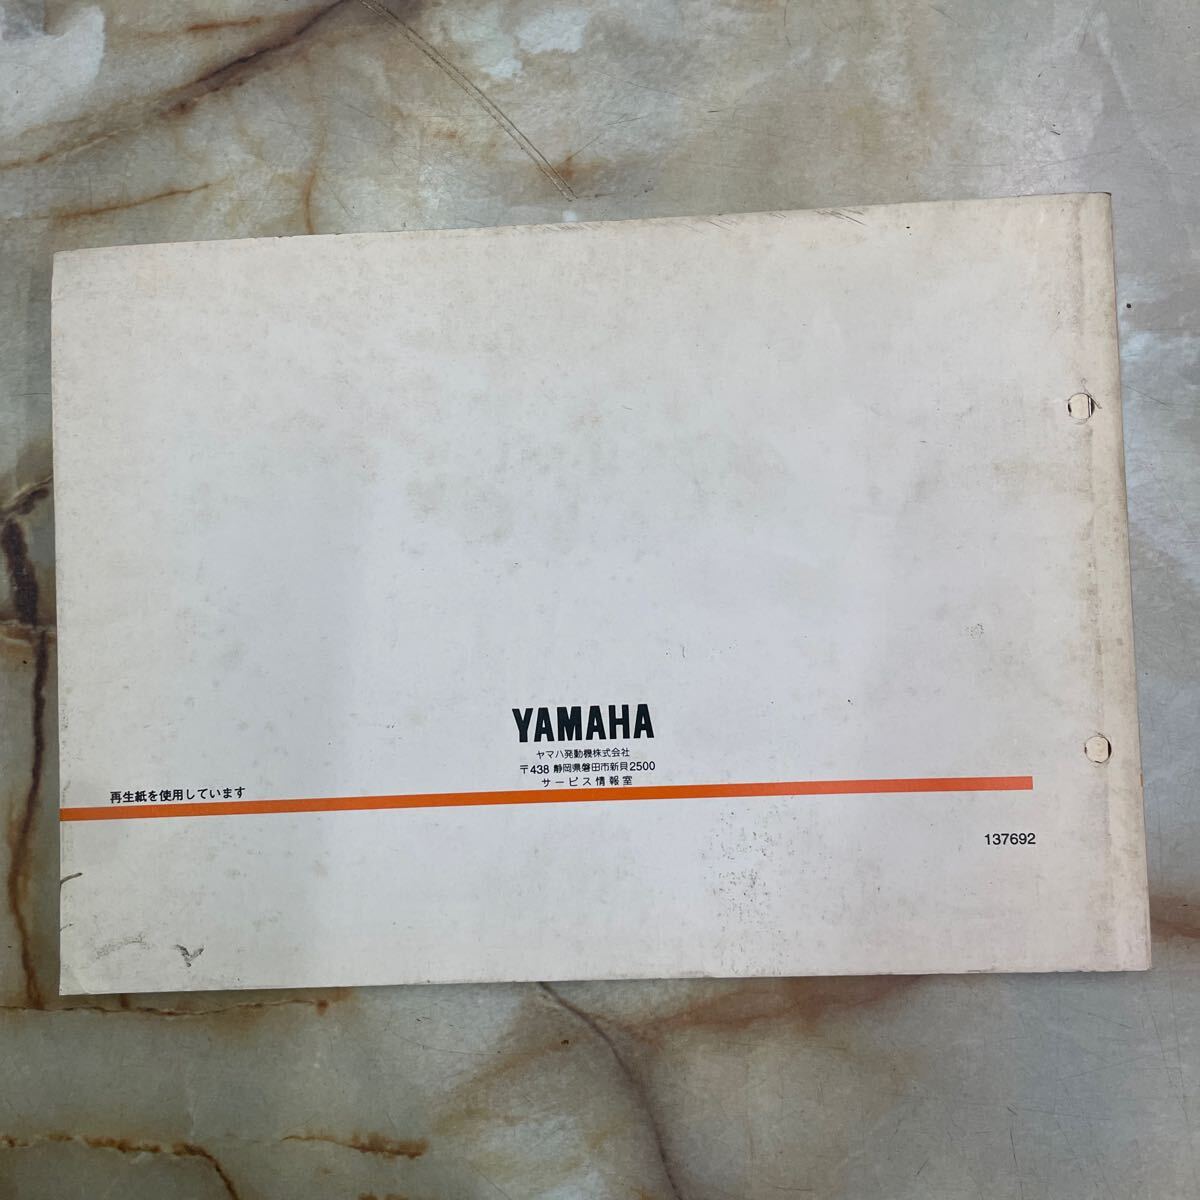 YAMAHA
ヤマハ発動機株式会社
〒438 静岡県磐田市新貝2500
サービス情報室
再生紙を使用しています
137692